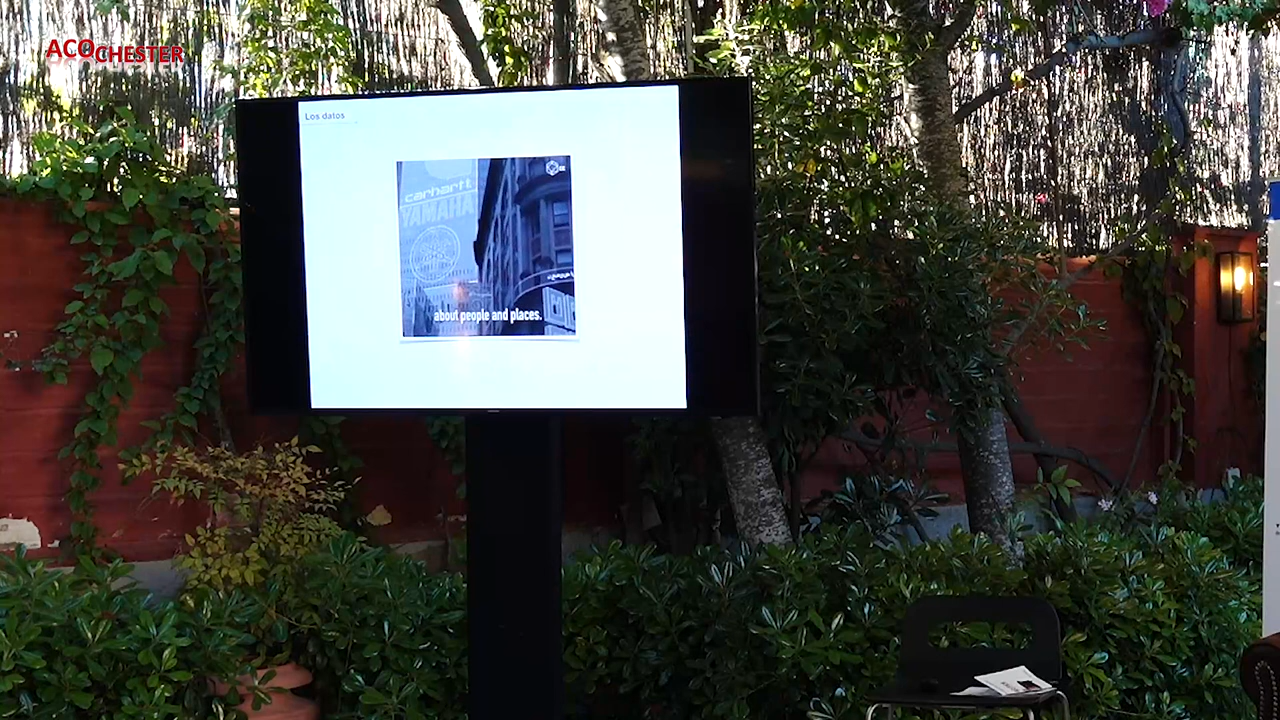 ACOCHESTER
Los datos
carhartt
YAMAHA
about people and places.